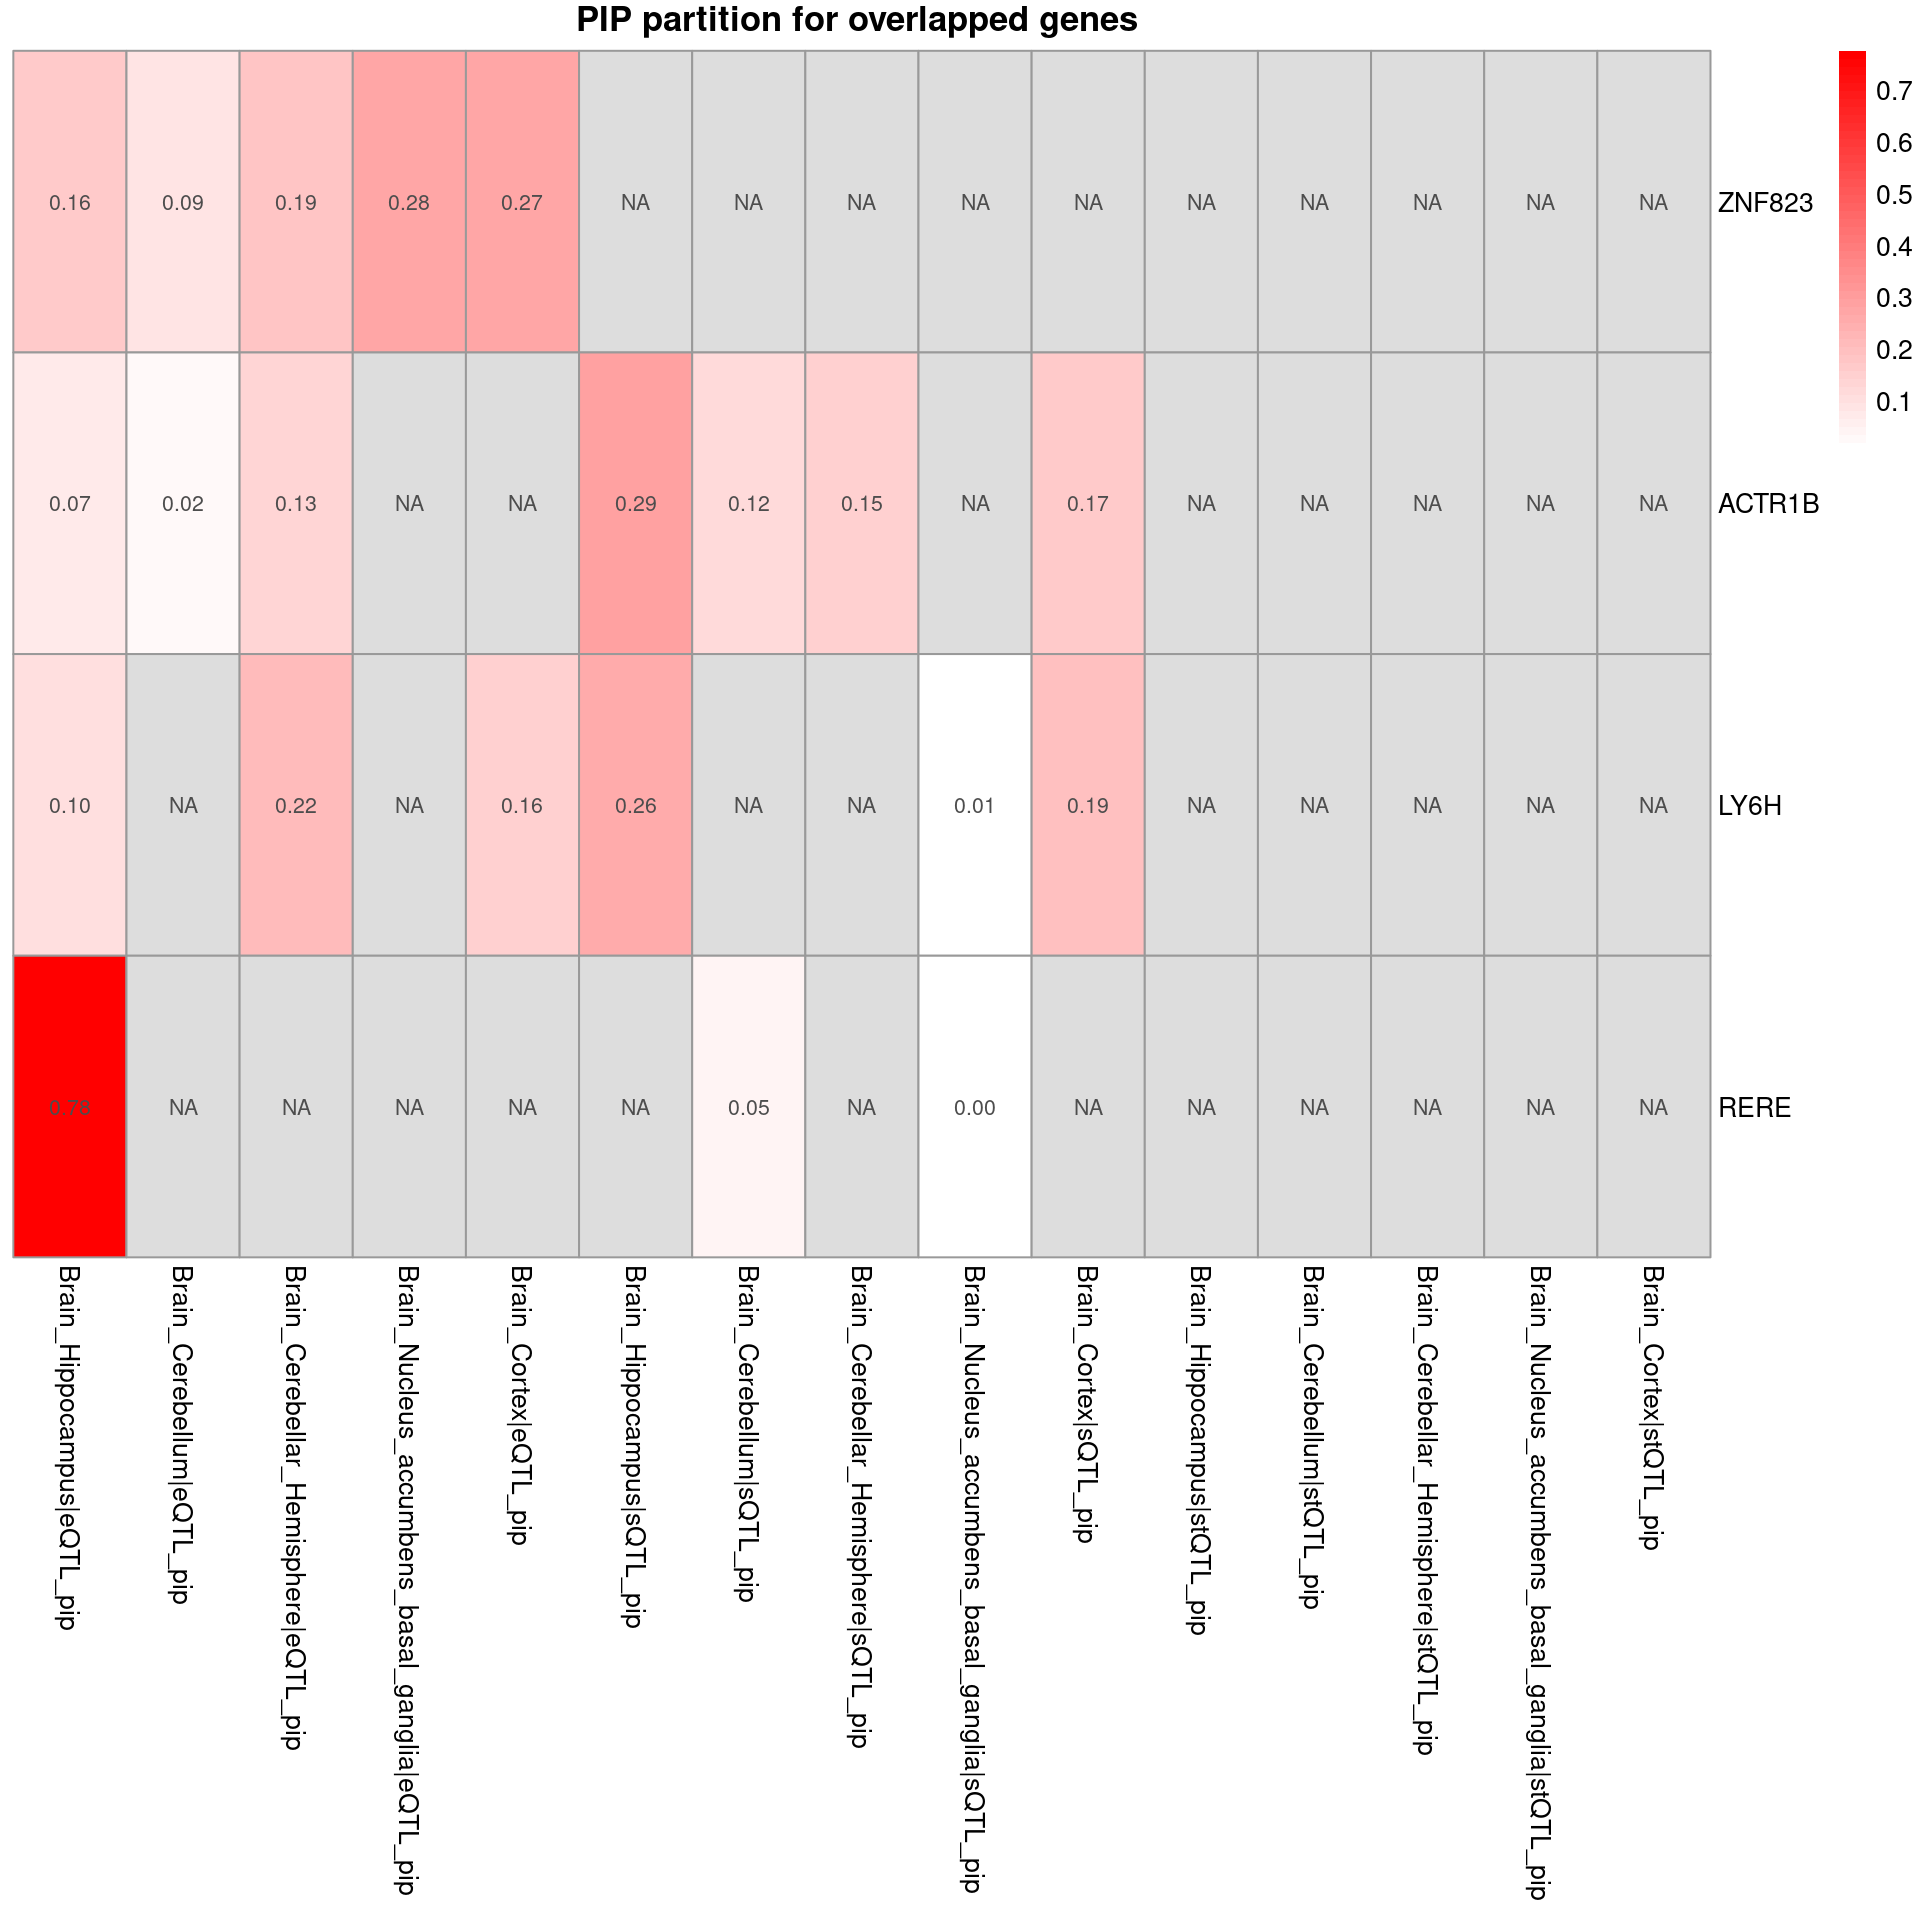 PIP partition for overlapped genes
0.16 0.09 0.19 0.28 0.27 NA NA NA NA NA NA NA NA NA NA ZNF823
0.07 0.02 0.13 NA NA 0.29 0.12 0.15 NA 0.17 NA NA NA NA NA ACTR1B
0.10 NA 0.22 NA 0.16 0.26 NA NA 0.01 0.19 NA NA NA NA NA LY6H
0.78 NA NA NA NA NA 0.05 NA 0.00 NA NA NA NA NA NA RERE
Brain_Hippocampus|eQTL_pip
Brain_Cerebellum|eQTL_pip
Brain_Cerebellar_Hemisphere|eQTL_pip
Brain_Nucleus_accumbens_basal_ganglia|eQTL_pip
Brain_Cortex|eQTL_pip
Brain_Hippocampus|sQTL_pip
Brain_Cerebellum|sQTL_pip
Brain_Cerebellar_Hemisphere|sQTL_pip
Brain_Nucleus_accumbens_basal_ganglia|sQTL_pip
Brain_Cortex|sQTL_pip
Brain_Hippocampus|stQTL_pip
Brain_Cerebellum|stQTL_pip
Brain_Cerebellar_Hemisphere|stQTL_pip
Brain_Nucleus_accumbens_basal_ganglia|stQTL_pip
Brain_Cortex|stQTL_pip
0.7
0.6
0.5
0.4
0.3
0.2
0.1